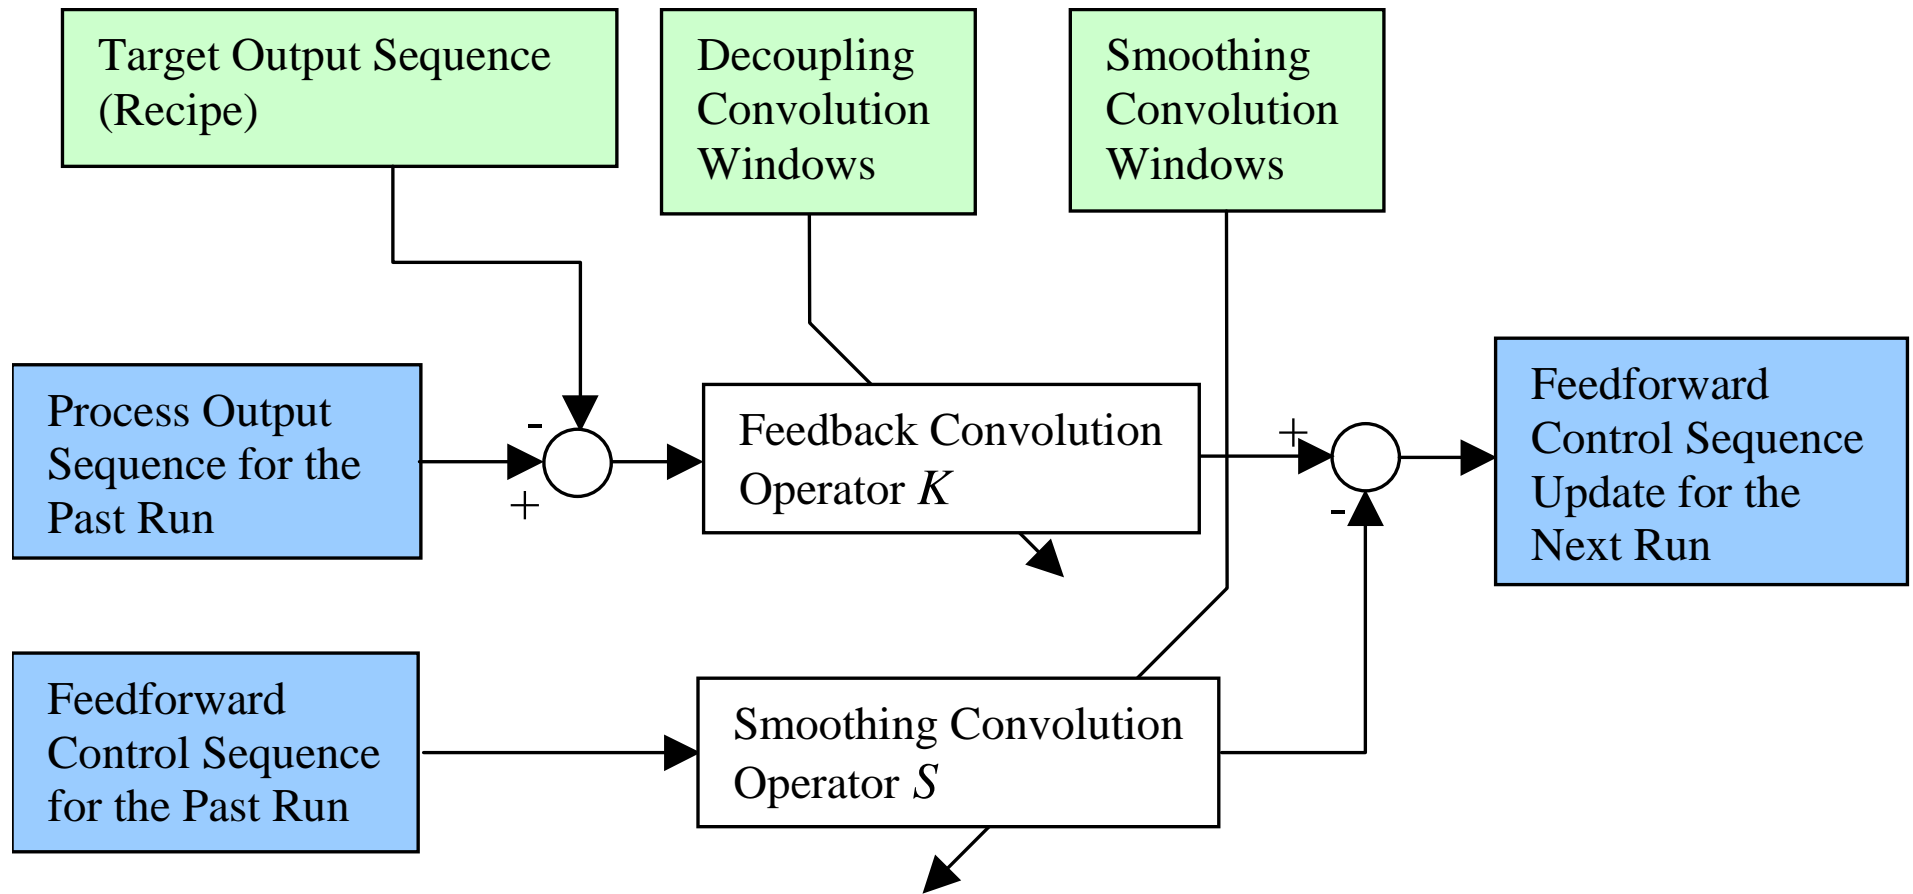 Target Output Sequence
(Recipe)
Decoupling
Convolution
Windows
Smoothing
Convolution
Windows
Process Output
Sequence for the
Past Run
-
+
Feedback Convolution
Operator K
+
-
Feedforward
Control Sequence
Update for the
Next Run
Feedforward
Control Sequence
for the Past Run
Smoothing Convolution
Operator S